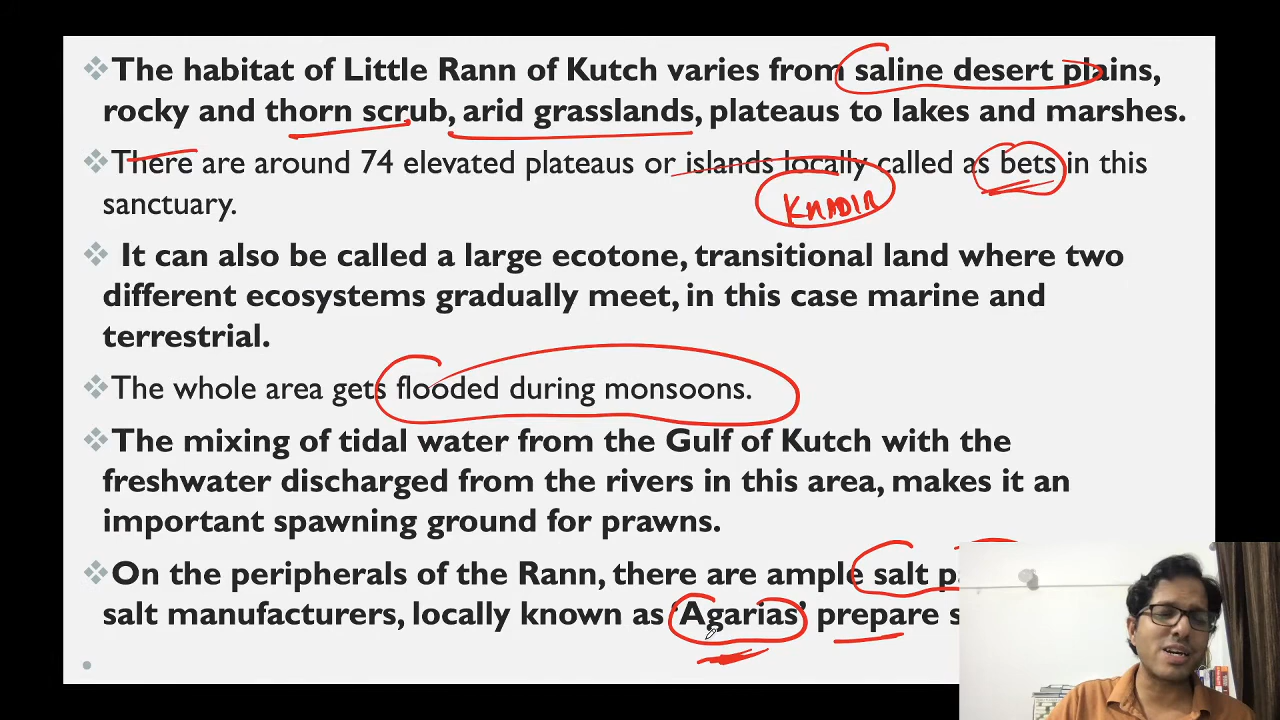 ❖The habitat of Little Rann of Kutch varies from saline desert plains,
rocky and thorn scrub, arid grasslands, plateaus to lakes and marshes.
❖There are around 74 elevated plateaus or islands locally called as bets in this
KHADIR
sanctuary.
❖ It can also be called a large ecotone, transitional land where two
different ecosystems gradually meet, in this case marine and
terrestrial.
❖The whole area gets flooded during monsoons.
❖The mixing of tidal water from the Gulf of Kutch with the
freshwater discharged from the rivers in this area, makes it an
important spawning ground for prawns.
❖On the peripherals of the Rann, there are ample salt
salt manufacturers, locally known as ‘Agarias’ prepare